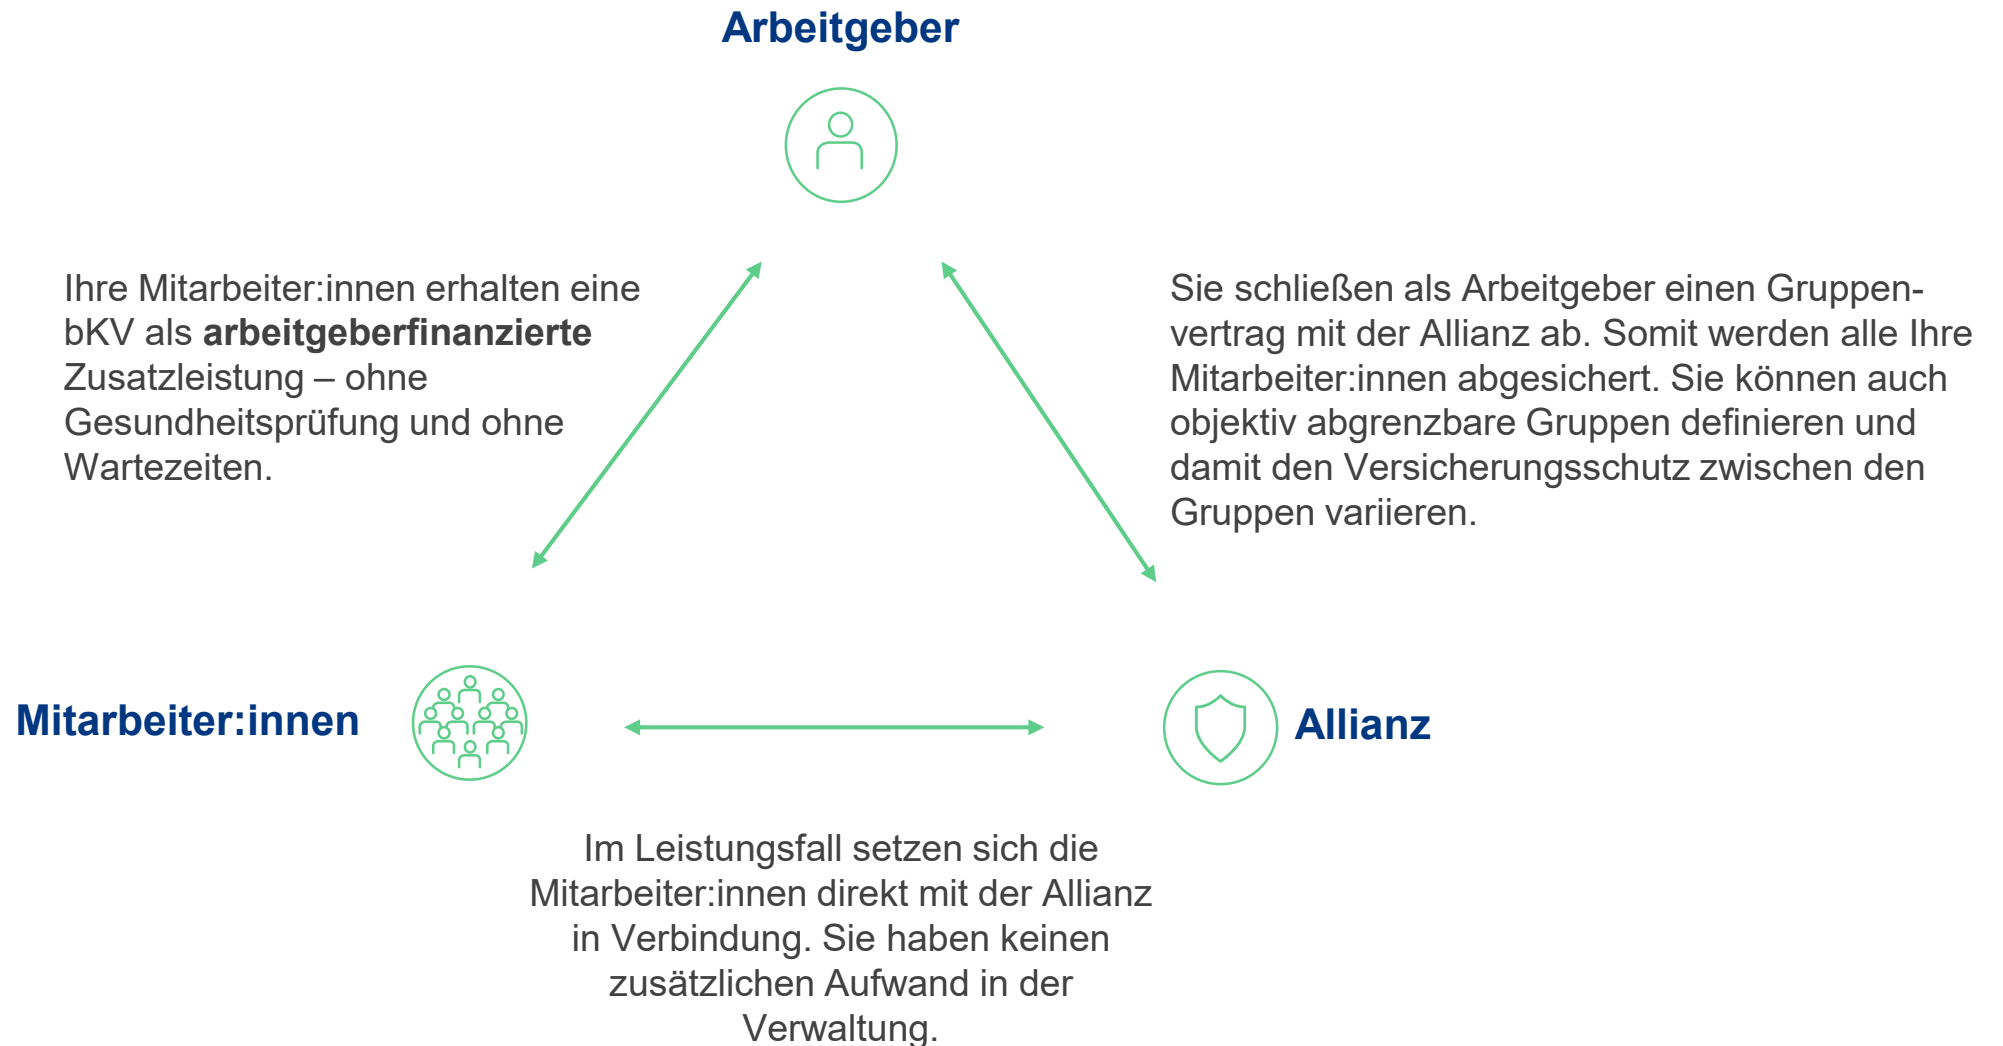 Arbeitgeber
Ihre Mitarbeiter:innen erhalten eine
bKV als arbeitgeberfinanzierte
Zusatzleistung – ohne
Gesundheitsprüfung und ohne
Wartezeiten.
Sie schließen als Arbeitgeber einen Gruppen-
vertrag mit der Allianz ab. Somit werden alle Ihre
Mitarbeiter:innen abgesichert. Sie können auch
objektiv abgrenzbare Gruppen definieren und
damit den Versicherungsschutz zwischen den
Gruppen variieren.
Mitarbeiter:innen
Allianz
Im Leistungsfall setzen sich die
Mitarbeiter:innen direkt mit der Allianz
in Verbindung. Sie haben keinen
zusätzlichen Aufwand in der
Verwaltung.